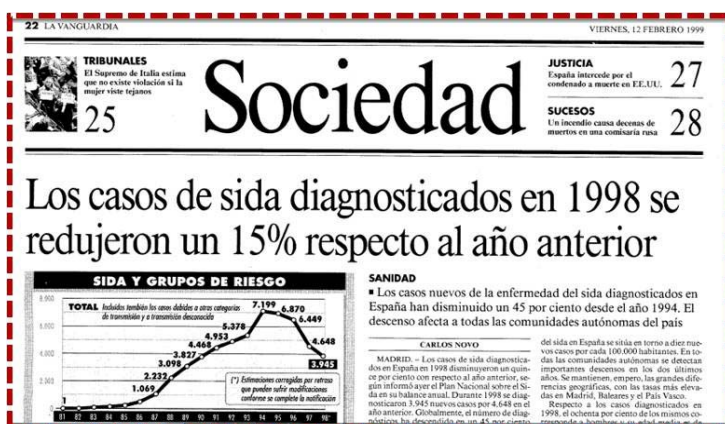 22 LA VANGUARDIA
VIERNES, 12 FEBRERO 1999
TRIBUNALES
El Supremo de Italia estima
que no existe violación si la
mujer viste tejanos
25
Sociedad
JUSTICIA
España intercede por el
condenado a muerte en EE.UU.
27
SUCESOS
Un incendio causa decenas de
muertos en una comisaría rusa
28
Los casos de sida diagnosticados en 1998 se
redujeron un 15% respecto al año anterior
SIDA Y GRUPOS DE RIESGO
8.000
TOTAL Incluidos también los casos debidos a otras categorías
de transmisión y a transmisión desconocida
7.199
6.870
6.449
6.000
5.378
4.953
4.468
4.648
4.000
3.827
3.098
3.945
2.232
2.000
1.069
(*) Estimaciones corregidas por retraso
que pueden sufrir modificaciones
conforme se complete la notificación
1
0
81 82 83 84 85 86 87 88 89 90 91 92 93 94 95 96 97 98*
SANIDAD
■ Los casos nuevos de la enfermedad del sida diagnosticados en
España han disminuido un 45 por ciento desde el año 1994. El
descenso afecta a todas las comunidades autónomas del país
CARLOS NOVO
MADRID. – Los casos de sida diagnostica-
dos en España en 1998 disminuyeron un quin-
ce por ciento con respecto al año anterior, se-
gún informó ayer el Plan Nacional sobre el Si-
da en su balance anual. Durante 1998 se diag-
nosticaron 3.945 nuevos casos por 4.648 en el
año anterior. Globalmente, el número de diag-
nósticos ha descendido en un 45 por ciento
del sida en España se sitúa en torno a diez nue-
vos casos por cada 100.000 habitantes. En to-
das las comunidades autónomas se detectan
importantes descensos en los dos últimos
años. Se mantienen, empero, las grandes dife-
rencias geográficas, con las tasas más eleva-
das en Madrid, Baleares y el País Vasco.
Respecto a los casos diagnosticados en
1998, el ochenta por ciento de los mismos co-
rresponde a hombres y su edad media es de